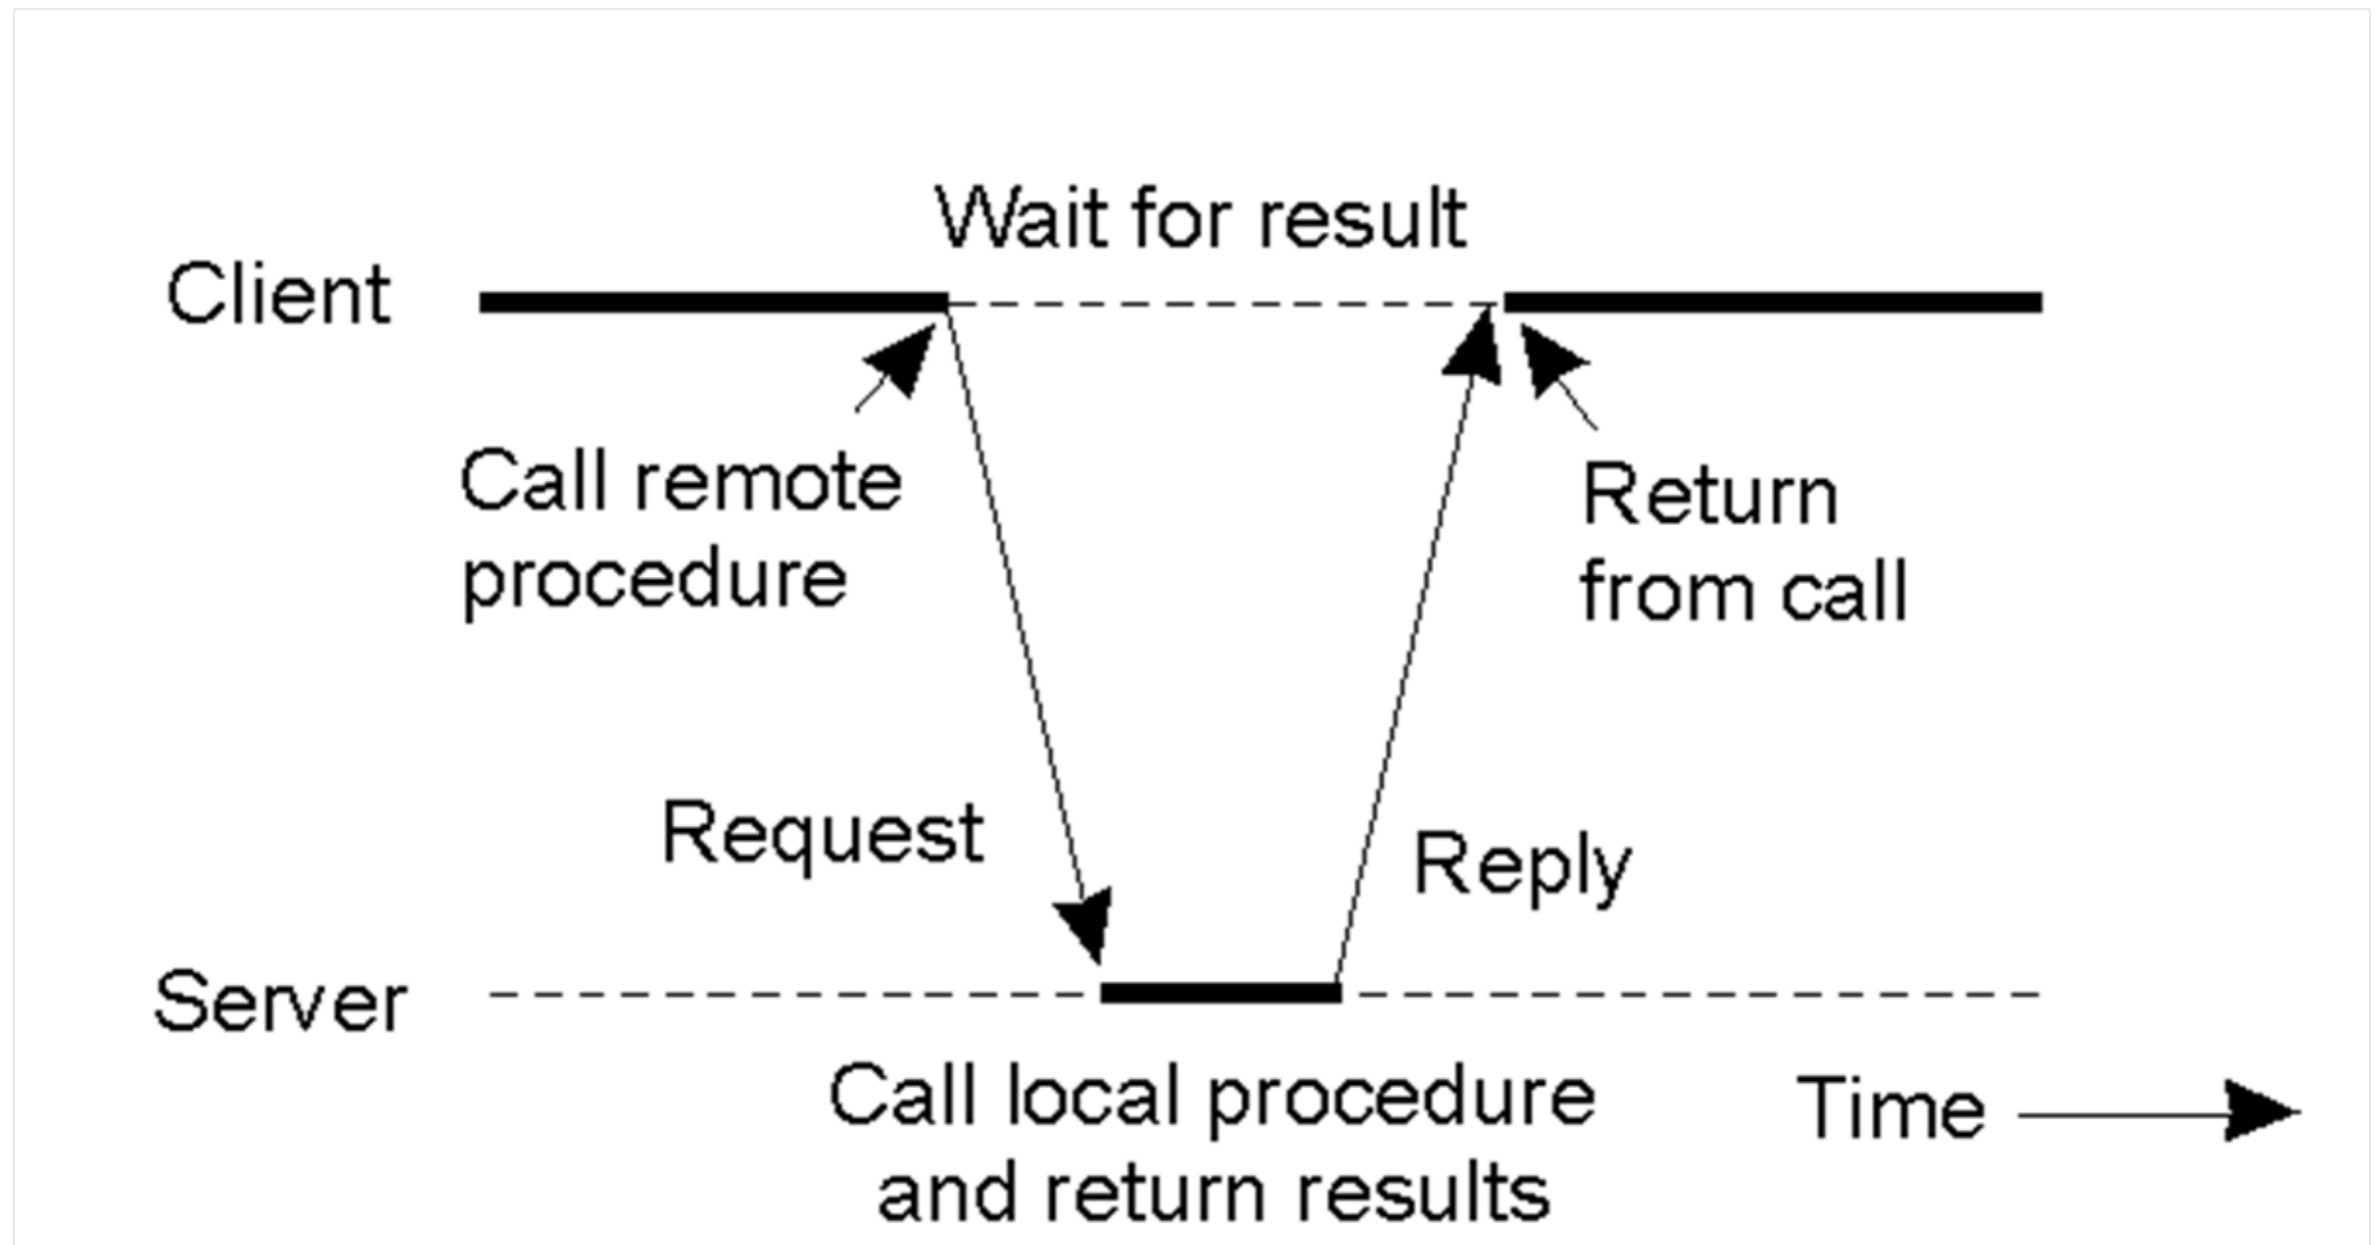 Wait for result
Client
Call remote
procedure
Return
from call
Request
Reply
Server
Call local procedure
and return results
Time